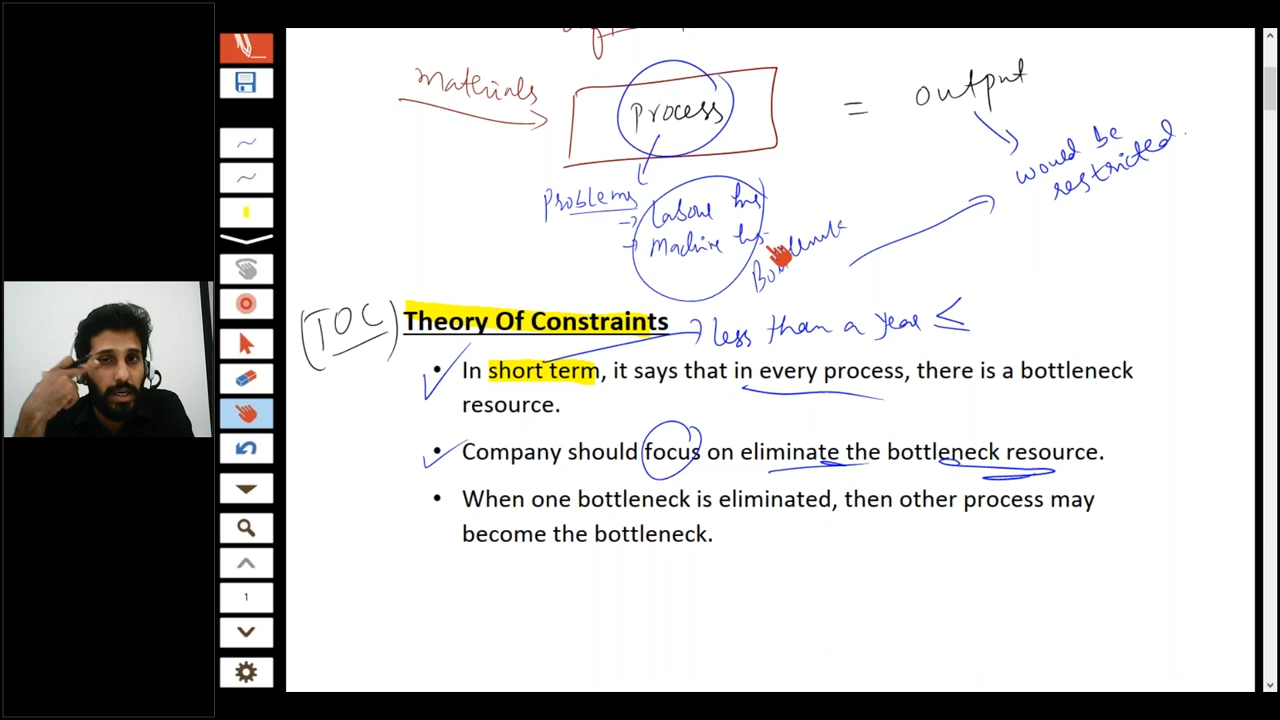 Materials
Process
=
output
would be
restricted.
Problems
→ Labour hrs
→ Machine hrs
(TOC)
Theory Of Constraints
less than a year ≤
• In short term, it says that in every process, there is a bottleneck
resource.
• Company should focus on eliminate the bottleneck resource.
• When one bottleneck is eliminated, then other process may
become the bottleneck.
1